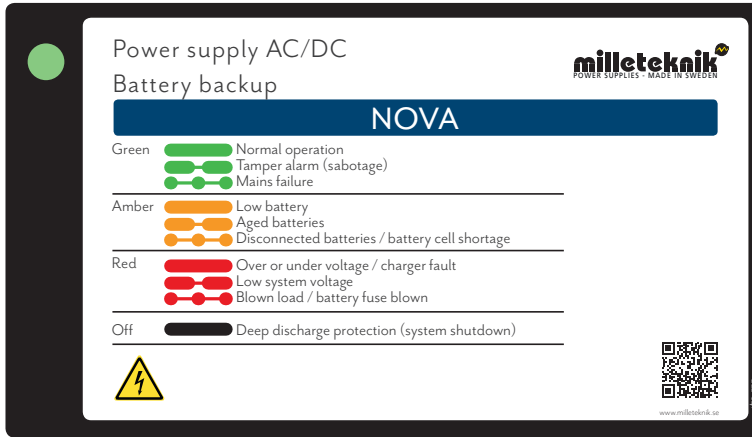 Power supply AC/DC
Battery backup
milleteknik
POWER SUPPLIES - MADE IN SWEDEN
NOVA
Green Normal operation
Tamper alarm (sabotage)
Mains failure
Amber Low battery
Aged batteries
Disconnected batteries / battery cell shortage
Red Over or under voltage / charger fault
Low system voltage
Blown load / battery fuse blown
Off Deep discharge protection (system shutdown)
www.milleteknik.se